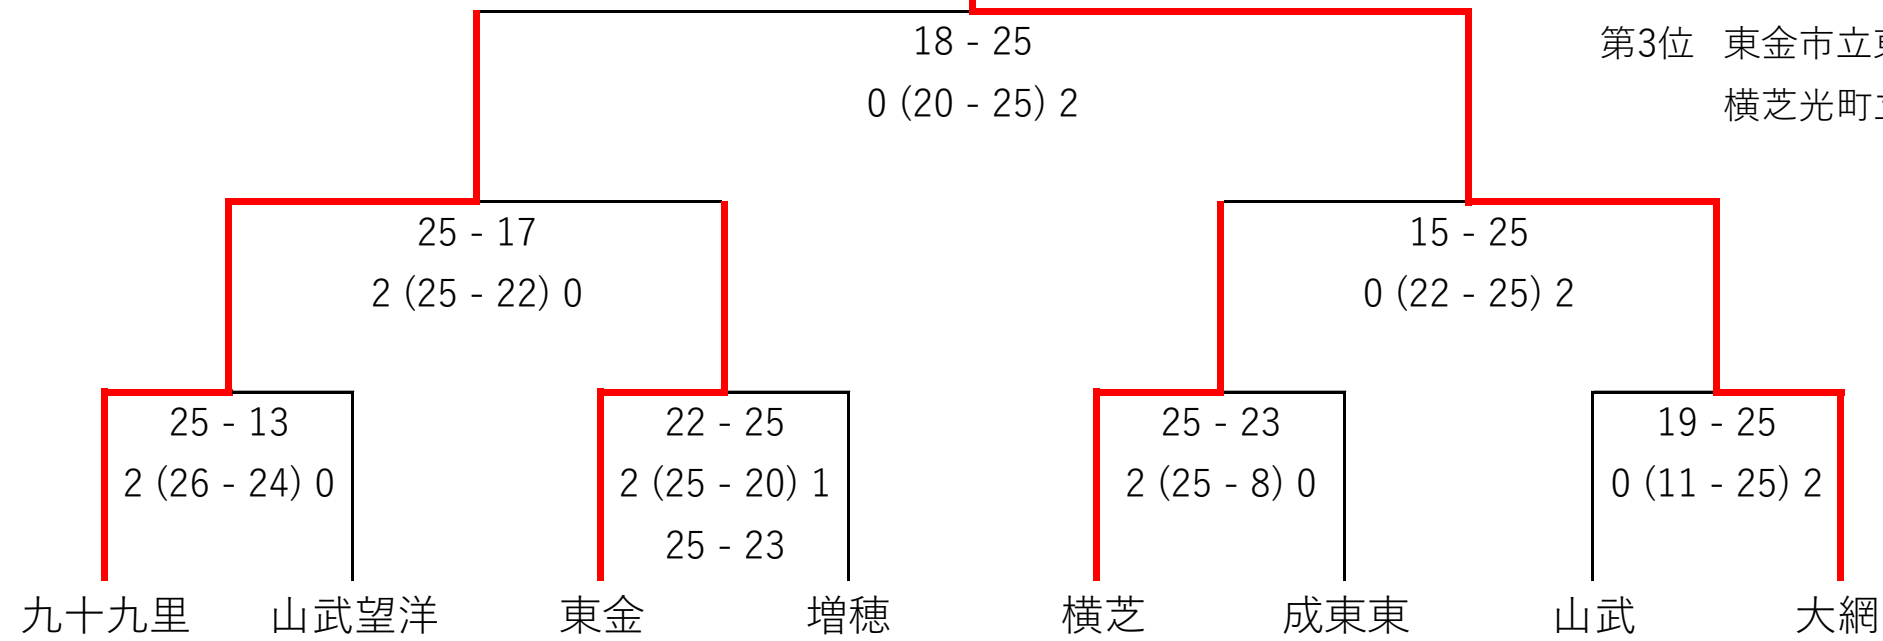 18 - 25
第3位 東金市立
0 (20 - 25) 2
横芝光町
25 - 17
15 - 25
2 (25 - 22) 0
0 (22 - 25) 2
25 - 13
22 - 25
25 - 23
19 - 25
2 (26 - 24) 0
2 (25 - 20) 1
2 (25 - 8) 0
0 (11 - 25) 2
25 - 23
九十九里 山武望洋 東金 増穂 横芝 成東東 山武 大網